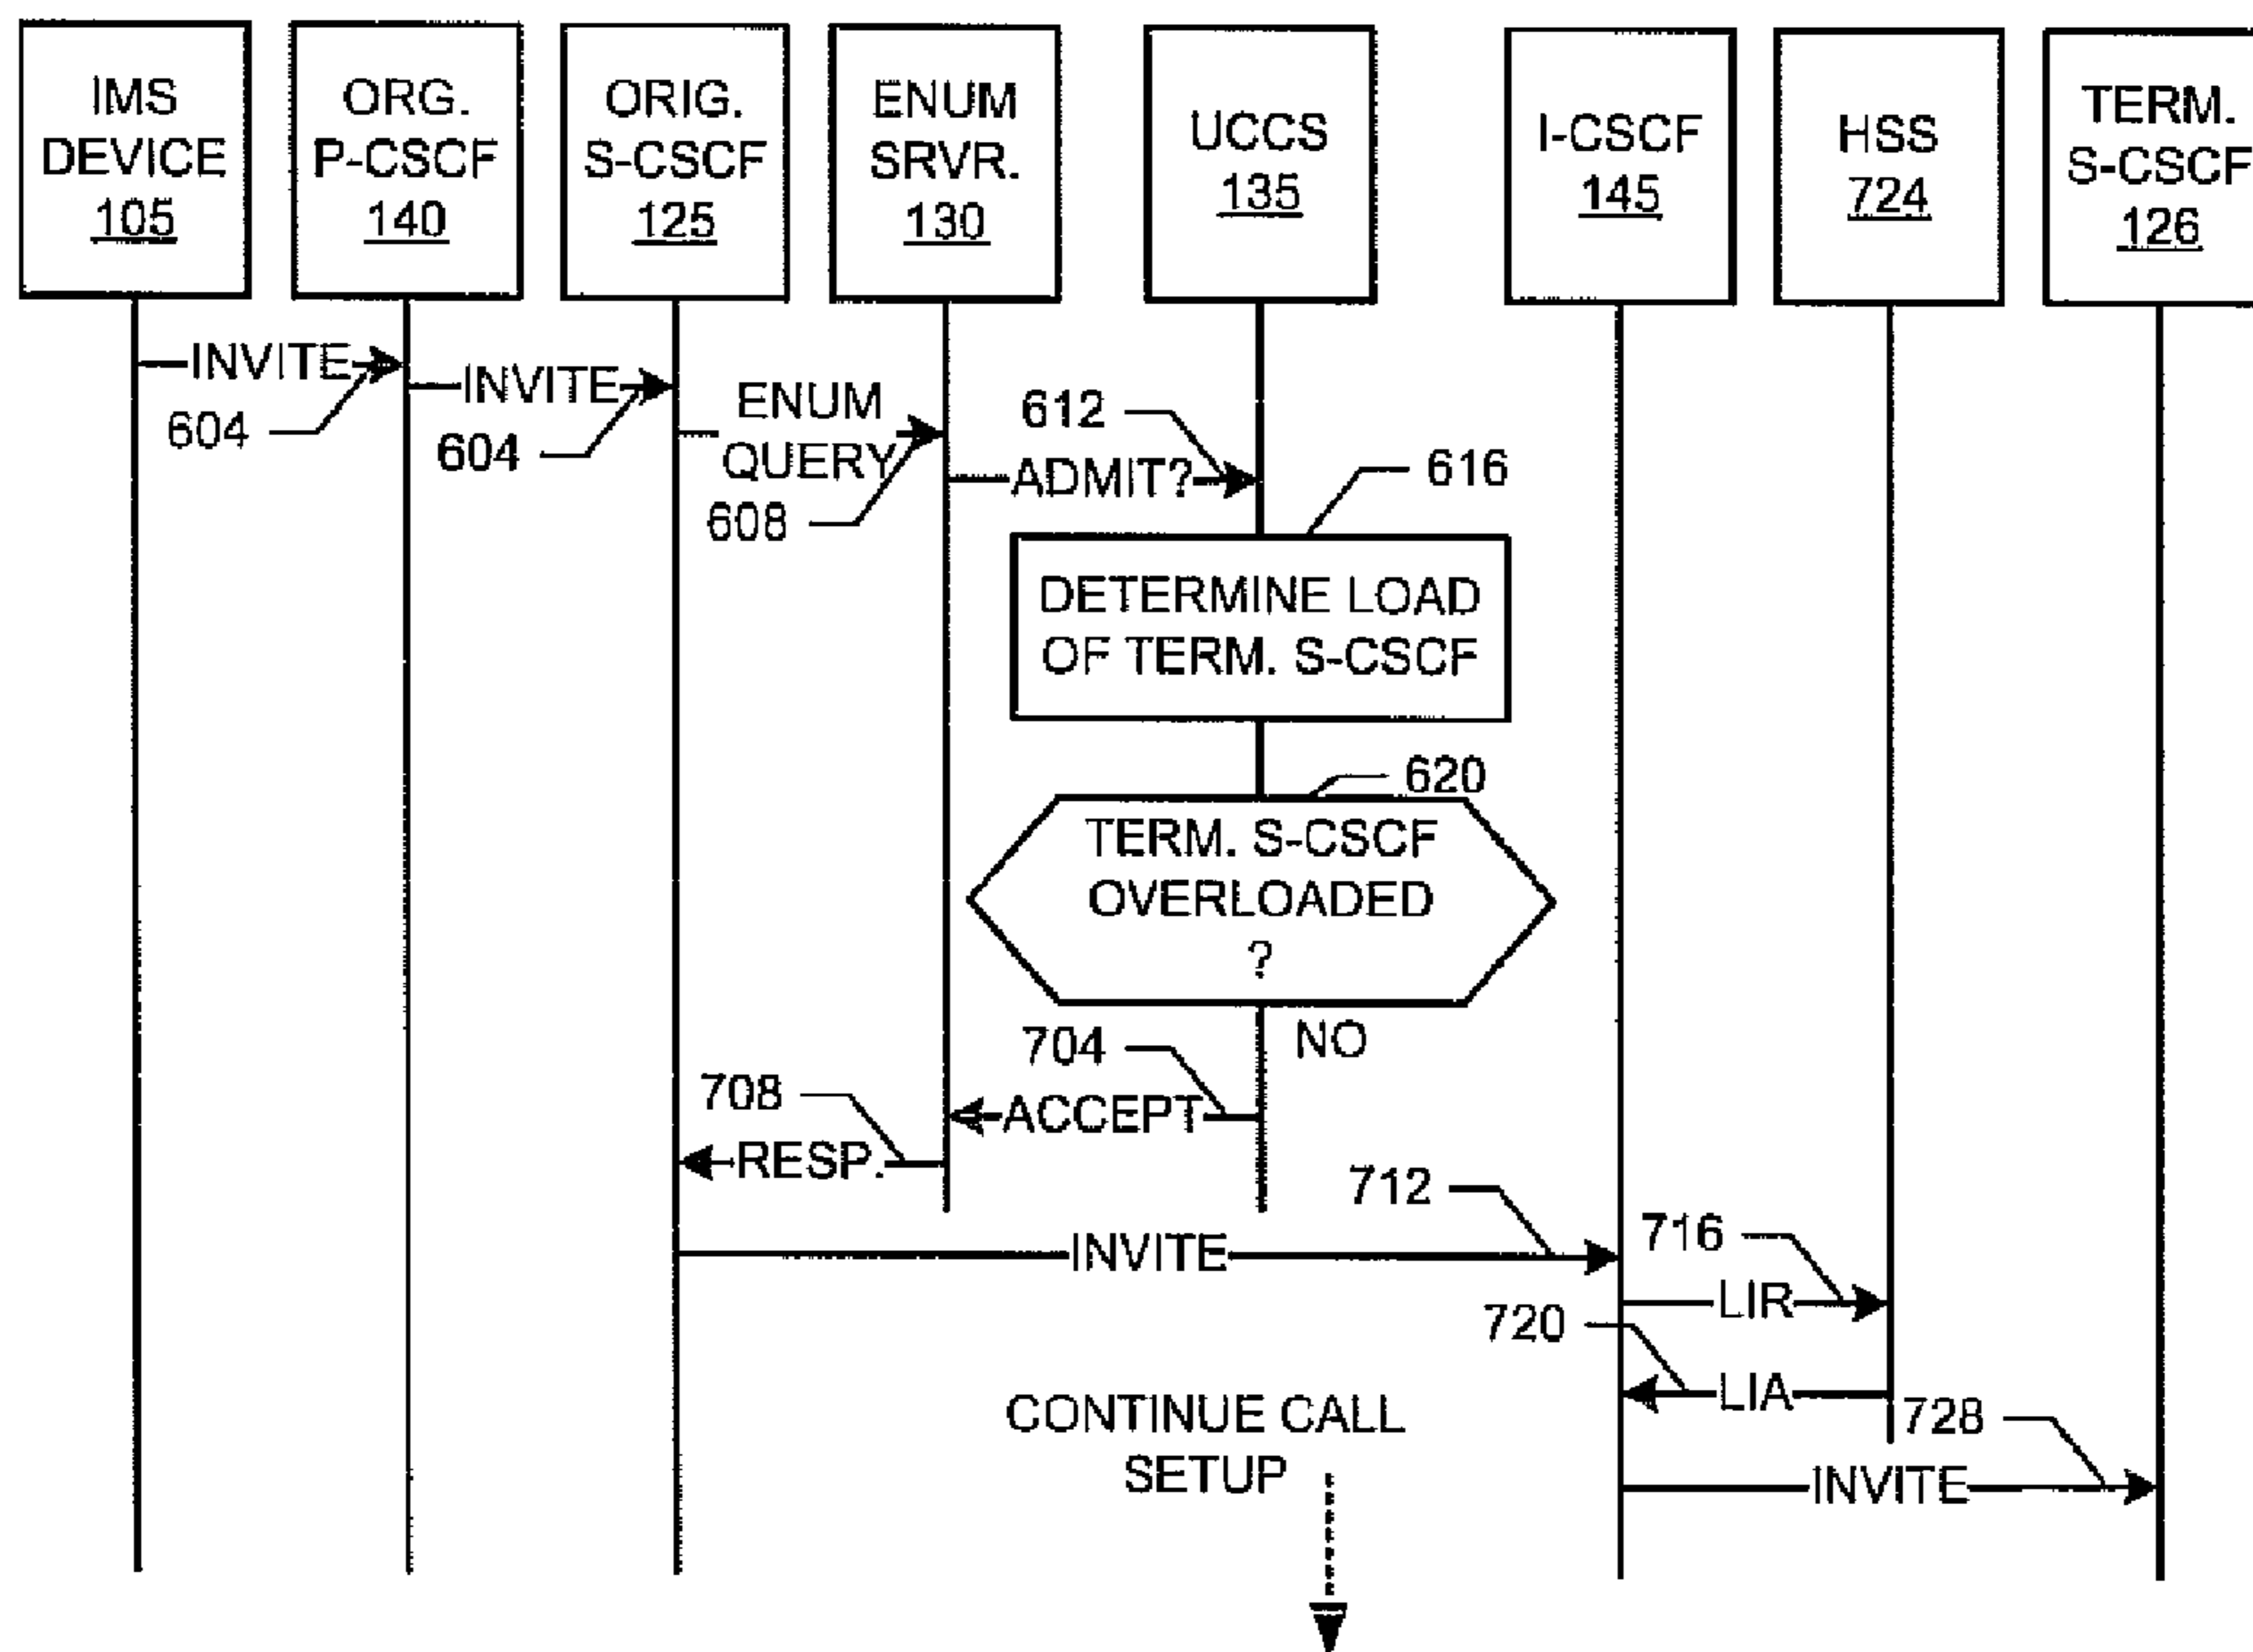 IMS
DEVICE
105
ORG.
P-CSCF
140
ORIG.
S-CSCF
125
ENUM
SRVR.
130
UCCS
135
I-CSCF
145
HSS
724
TERM.
S-CSCF
126
INVITE
604
INVITE
604
ENUM
QUERY
608
612
ADMIT?
616
DETERMINE LOAD
OF TERM. S-CSCF
620
TERM. S-CSCF
OVERLOADED
?
NO
704
ACCEPT
708
RESP.
712
INVITE
716
LIR
720
LIA
728
INVITE
CONTINUE CALL
SETUP